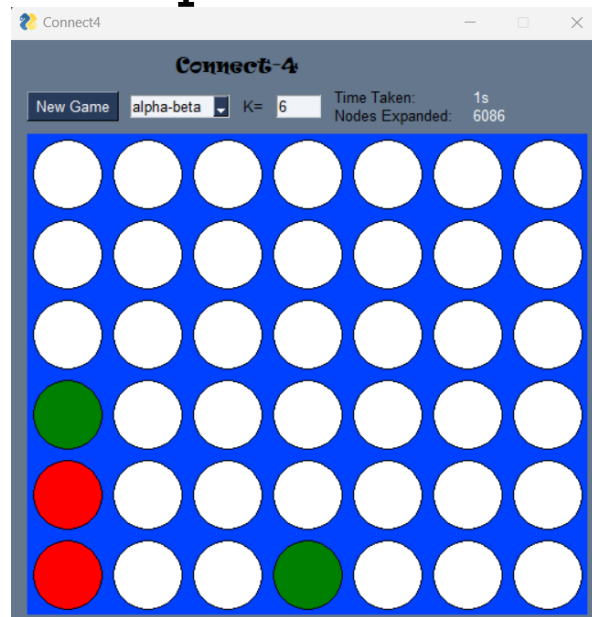 Connect4
Connect-4
New Game alpha-beta K= 6
Time Taken: 1s
Nodes Expanded: 6086